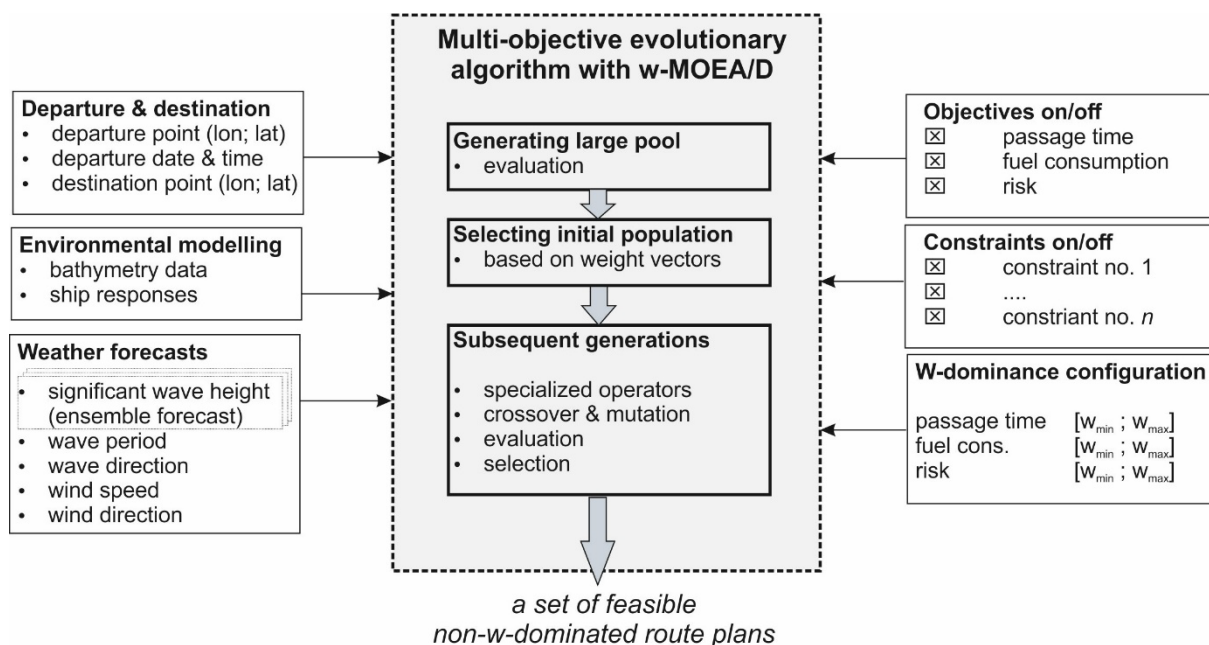 Multi-objective evolutionary
algorithm with w-MOEA/D
Departure & destination
• departure point (lon; lat)
• departure date & time
• destination point (lon; lat)
Environmental modelling
• bathymetry data
• ship responses
Weather forecasts
• significant wave height
(ensemble forecast)
• wave period
• wave direction
• wind speed
• wind direction
Generating large pool
• evaluation
Selecting initial population
• based on weight vectors
Subsequent generations
• specialized operators
• crossover & mutation
• evaluation
• selection
Objectives on/off
☒ passage time
☒ fuel consumption
☒ risk
Constraints on/off
☒ constraint no. 1
☒ ....
☒ constriant no. n
W-dominance configuration
passage time [wmin ; wmax]
fuel cons. [wmin ; wmax]
risk [wmin ; wmax]
a set of feasible
non-w-dominated route plans